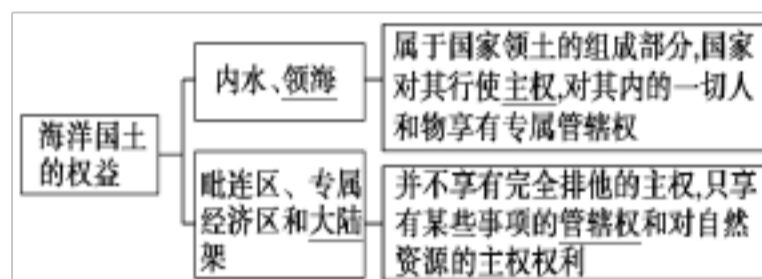 海洋国土
的权益
内水、领海
属于国家领土的组成部分,国家
对其行使主权,对其内的一切人
和物享有专属管辖权
毗连区、专属
经济区和大陆
架
并不享有完全排他的主权,只享
有某些事项的管辖权和对自然
资源的主权权利